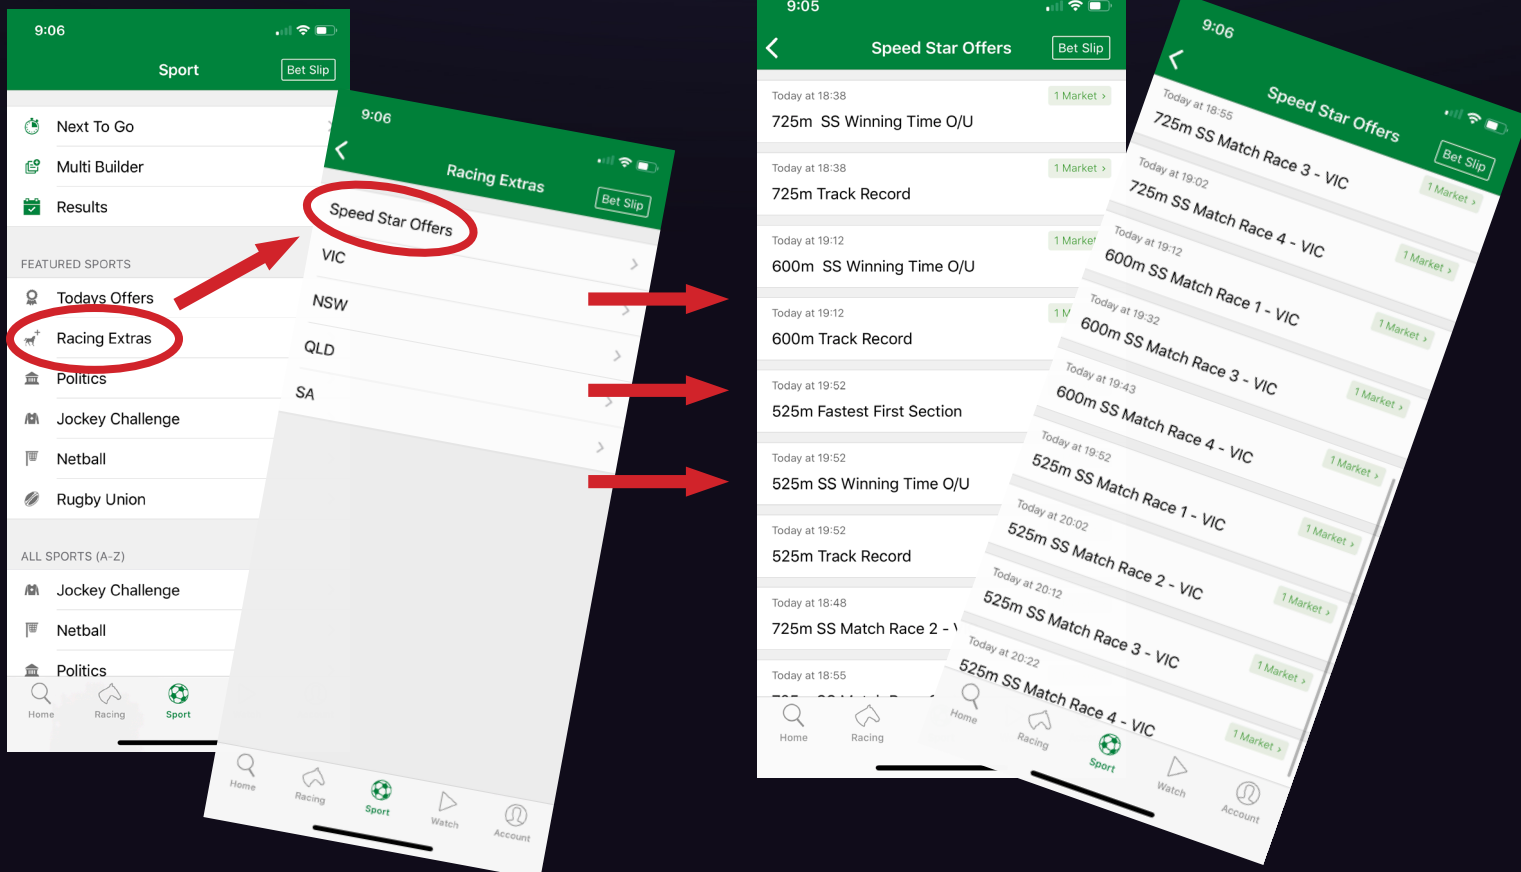 9:06
Sport
Bet Slip
Next To Go
Multi Builder
Results
FEATURED SPORTS
Todays Offers
Racing Extras
Politics
Jockey Challenge
Netball
Rugby Union
ALL SPORTS (A-Z)
Jockey Challenge
Netball
Politics
Home
Racing
Sport
9:06
Racing Extras
Bet Slip
Speed Star Offers
VIC
NSW
QLD
SA
Home
Racing
Sport
Watch
Account
9:05
Speed Star Offers
Bet Slip
Today at 18:38
1 Market >
725m SS Winning Time O/U
Today at 18:38
1 Market >
725m Track Record
Today at 19:12
1 Market
600m SS Winning Time O/U
Today at 19:12
1 M
600m Track Record
Today at 19:52
525m Fastest First Section
Today at 19:52
525m SS Winning Time O/U
Today at 19:52
525m Track Record
Today at 18:48
725m SS Match Race 2 -
Today at 18:55
Home
Racing
9:06
Speed Star Offers
Bet Slip
Today at 18:55
725m SS Match Race 3 - VIC
1 Market >
Today at 19:02
725m SS Match Race 4 - VIC
1 Market >
Today at 19:12
600m SS Match Race 1 - VIC
1 Market >
Today at 19:32
600m SS Match Race 3 - VIC
1 Market >
Today at 19:43
600m SS Match Race 4 - VIC
1 Market >
Today at 19:52
525m SS Match Race 1 - VIC
1 Market >
Today at 20:02
525m SS Match Race 2 - VIC
1 Market >
Today at 20:12
525m SS Match Race 3 - VIC
1 Market >
Today at 20:22
525m SS Match Race 4 - VIC
1 Market >
Home
Racing
Sport
Watch
Account